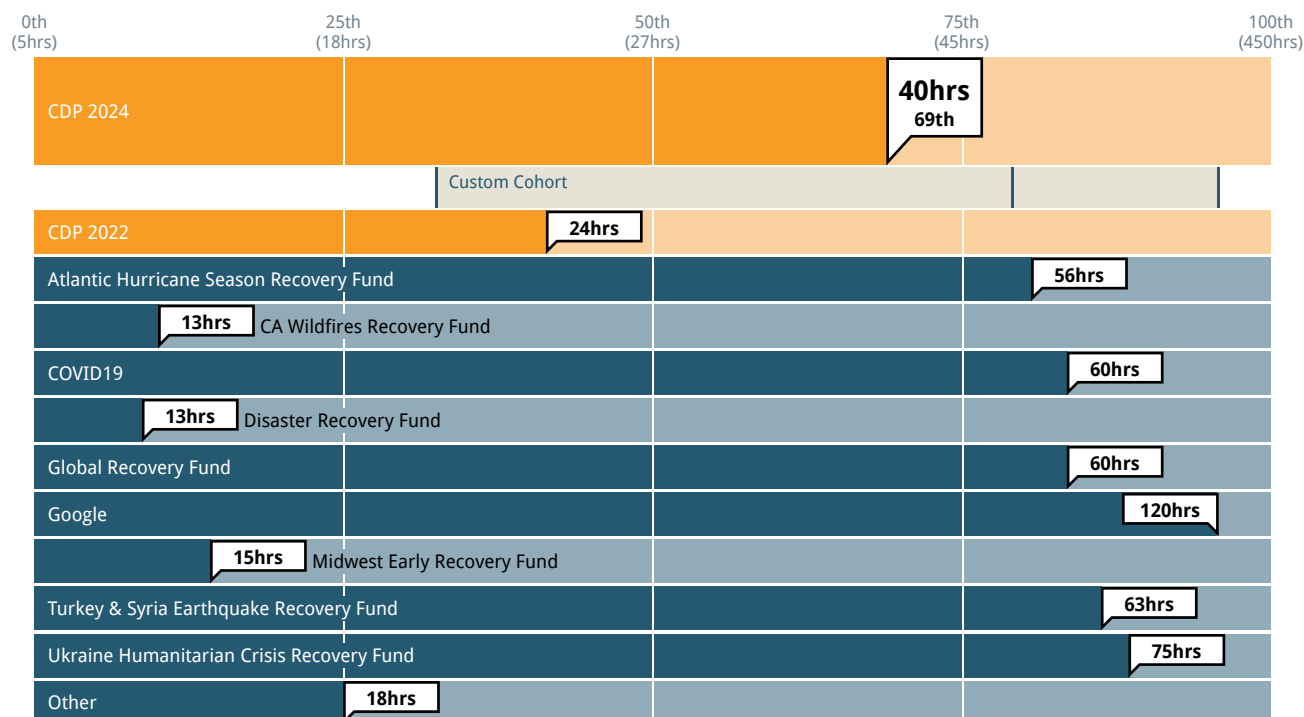 0th 25th 50th 75th 100th
(5hrs) (18hrs) (27hrs) (45hrs) (450hrs)
CDP 2024
40hrs
69th
Custom Cohort
CDP 2022 24hrs
Atlantic Hurricane Season Recovery Fund 56hrs
13hrs CA Wildfires Recovery Fund
COVID19 60hrs
13hrs Disaster Recovery Fund
Global Recovery Fund 60hrs
Google 120hrs
15hrs Midwest Early Recovery Fund
Turkey & Syria Earthquake Recovery Fund 63hrs
Ukraine Humanitarian Crisis Recovery Fund 75hrs
Other 18hrs